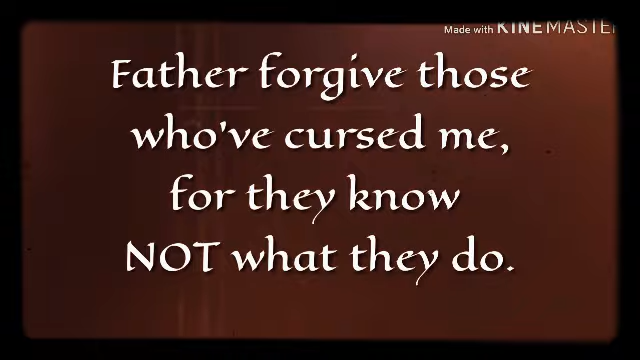 Made with KINEMASTER
Father forgive those
who've cursed me,
for they know
NOT what they do.